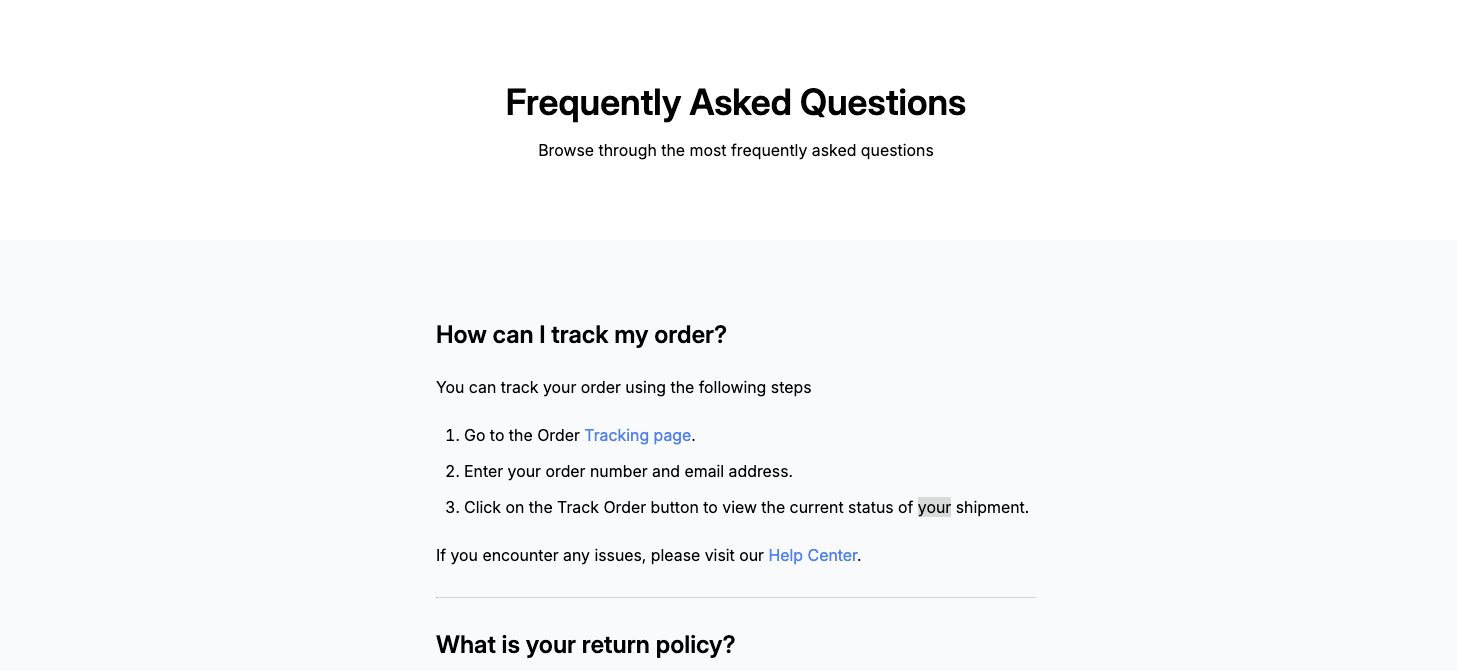 Frequently Asked Questions
Browse through the most frequently asked questions
How can I track my order?
You can track your order using the following steps
1. Go to the Order Tracking page.
2. Enter your order number and email address.
3. Click on the Track Order button to view the current status of your shipment.
If you encounter any issues, please visit our Help Center.
What is your return policy?